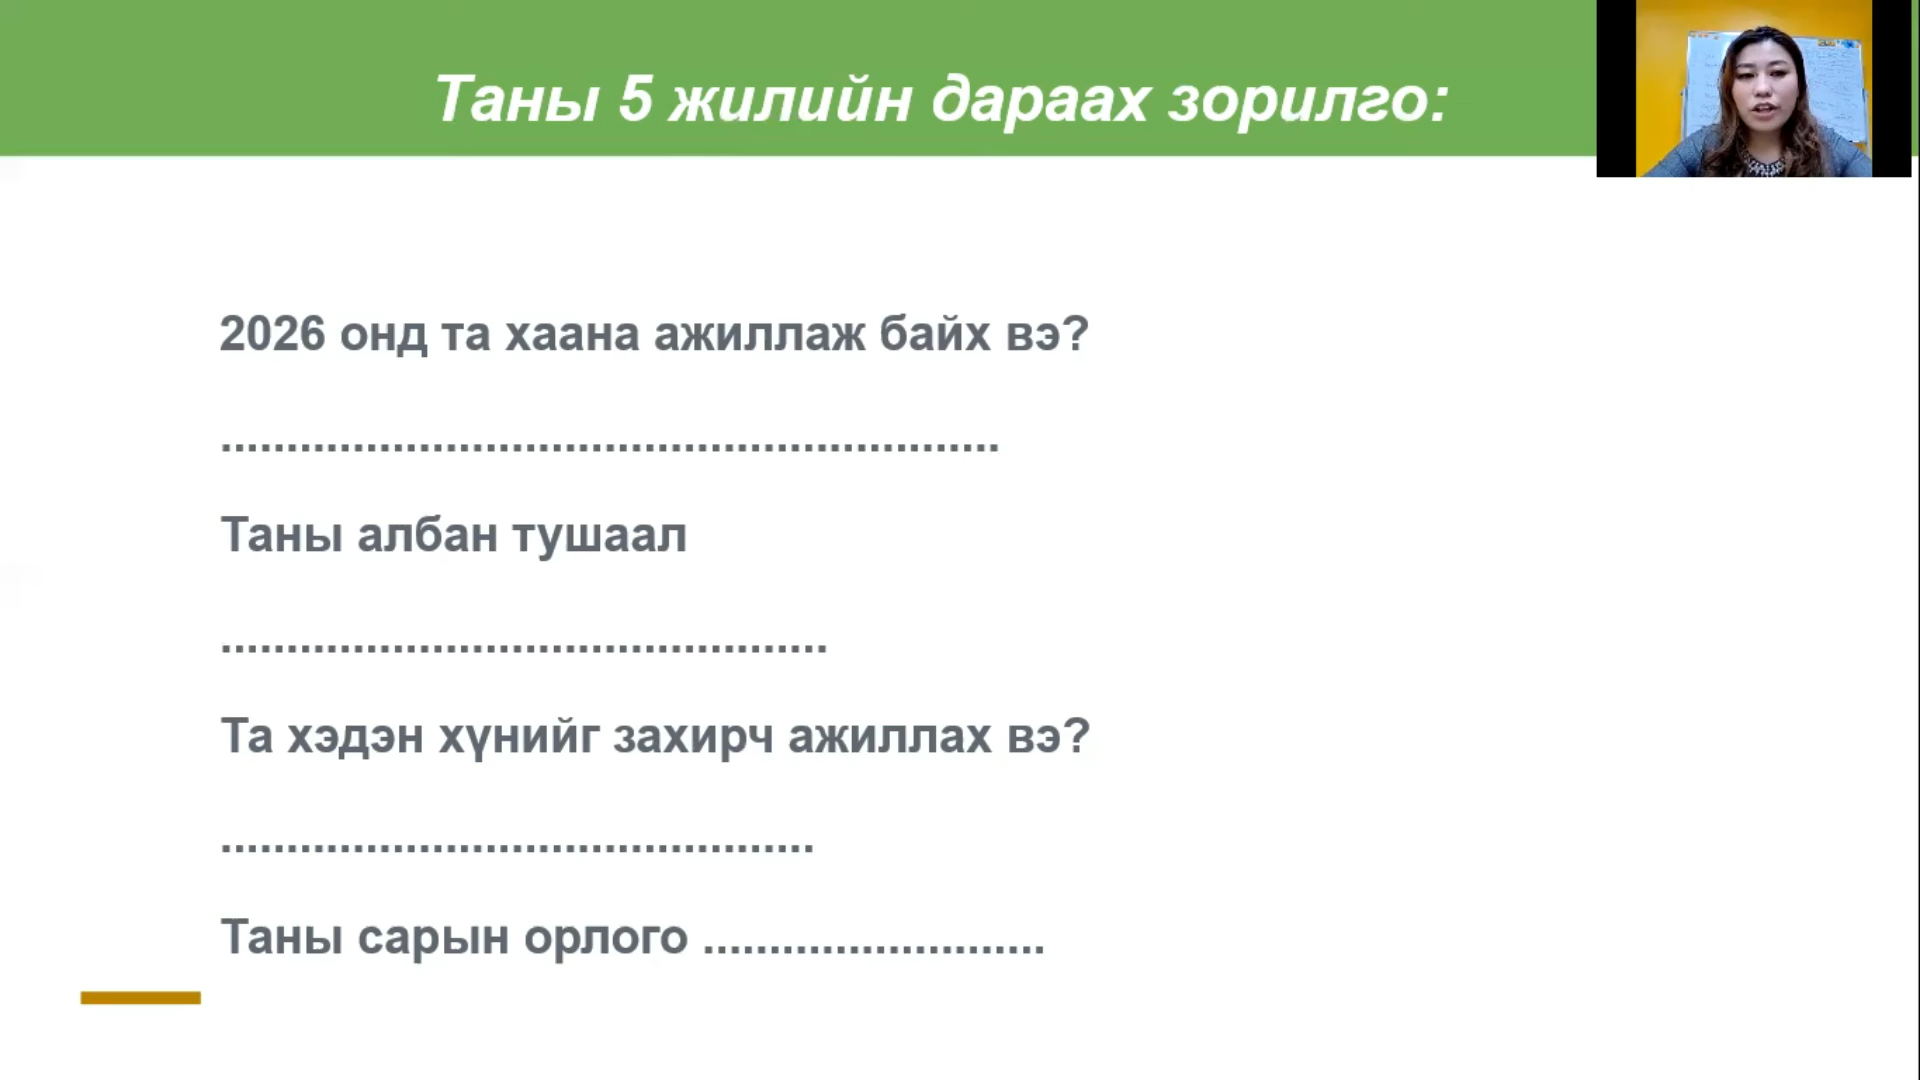 Таны 5 жилийн дараах зорилго:
2026 онд та хаана ажиллаж байх вэ?
...........................................................
Таны албан тушаал
..............................................
Та хэдэн хүнийг захирч ажиллах вэ?
.............................................
Таны сарын орлого ..........................